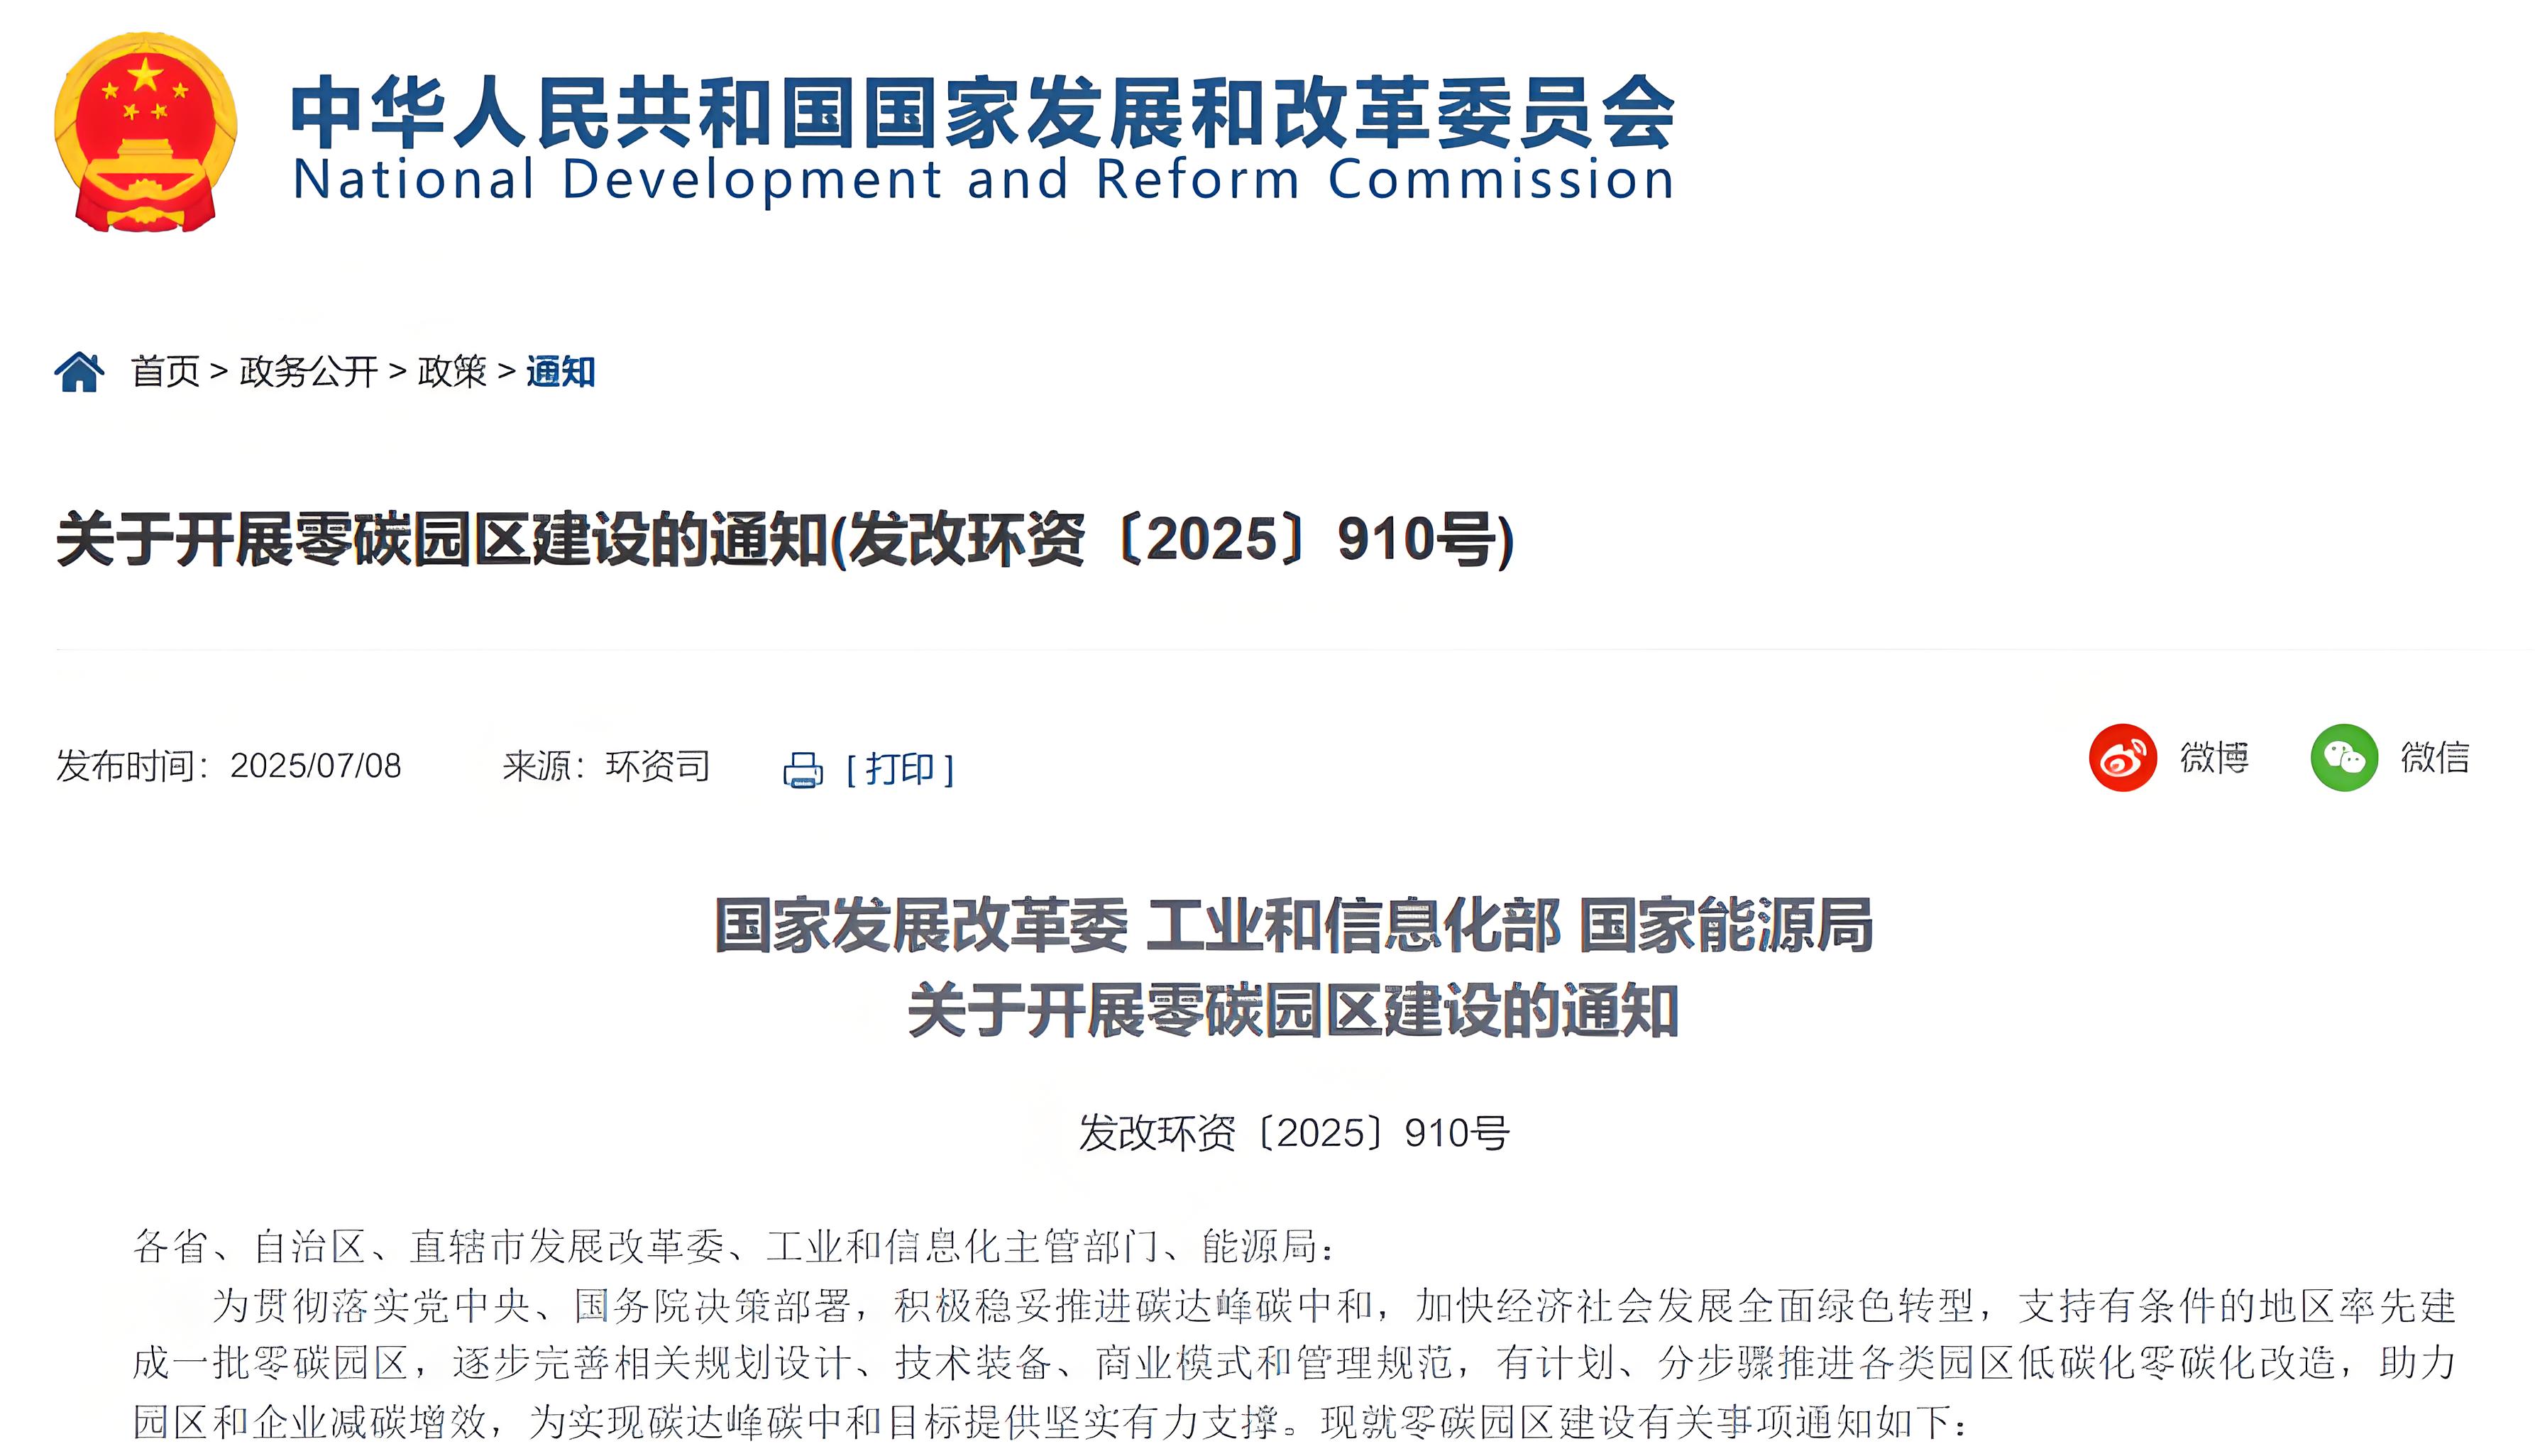 中华人民共和国国家发展和改革委员会
National Development and Reform Commission
首页 > 政务公开 > 政策 > 通知
关于开展零碳园区建设的通知(发改环资〔2025〕910号)
发布时间：2025/07/08 来源：环资司 [ 打印 ] 微博 微信
国家发展改革委 工业和信息化部 国家能源局
关于开展零碳园区建设的通知
发改环资〔2025〕910号
各省、自治区、直辖市发展改革委、工业和信息化主管部门、能源局：
为贯彻落实党中央、国务院决策部署，积极稳妥推进碳达峰碳中和，加快经济社会发展全面绿色转型，支持有条件的地区率先建
成一批零碳园区，逐步完善相关规划设计、技术装备、商业模式和管理规范，有计划、分步骤推进各类园区低碳化零碳化改造，助力
园区和企业减碳增效，为实现碳达峰碳中和目标提供坚实有力支撑。现就零碳园区建设有关事项通知如下：